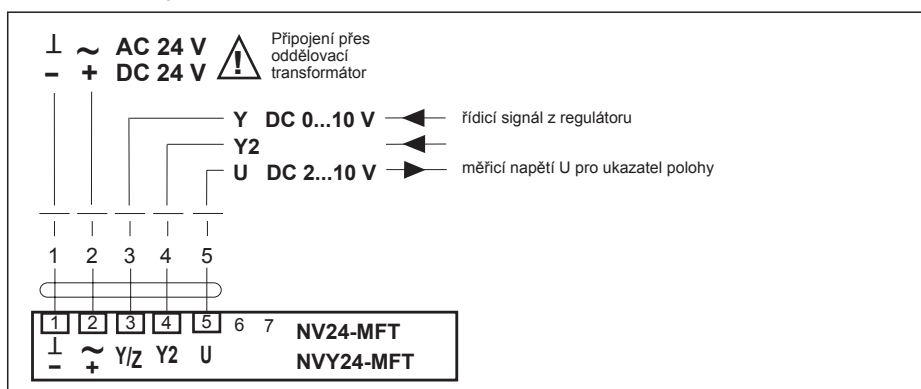 ⊥ ~ AC 24 V
- + DC 24 V
!
Připojení přes
oddělovací
transformátor
Y DC 0...10 V řídicí signál z regulátoru
Y2
U DC 2...10 V měřicí napětí U pro ukazatel polohy
1 2 3 4 5
1 2 3 4 5 6 7 NV24-MFT
⊥ ~ Y/Z Y2 U NVY24-MFT
- +